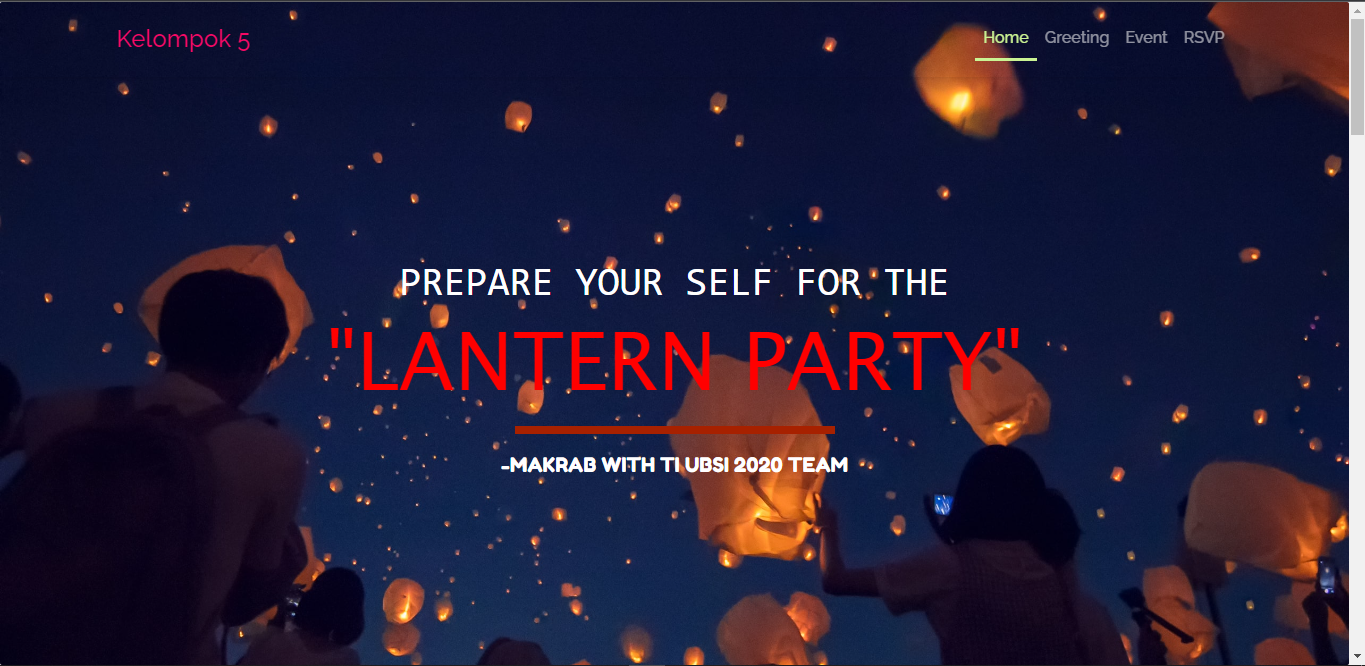 Kelompok 5
Home Greeting Event RSVP
PREPARE YOUR SELF FOR THE
"LANTERN PARTY"
-MAKRAB WITH TI UBSI 2020 TEAM